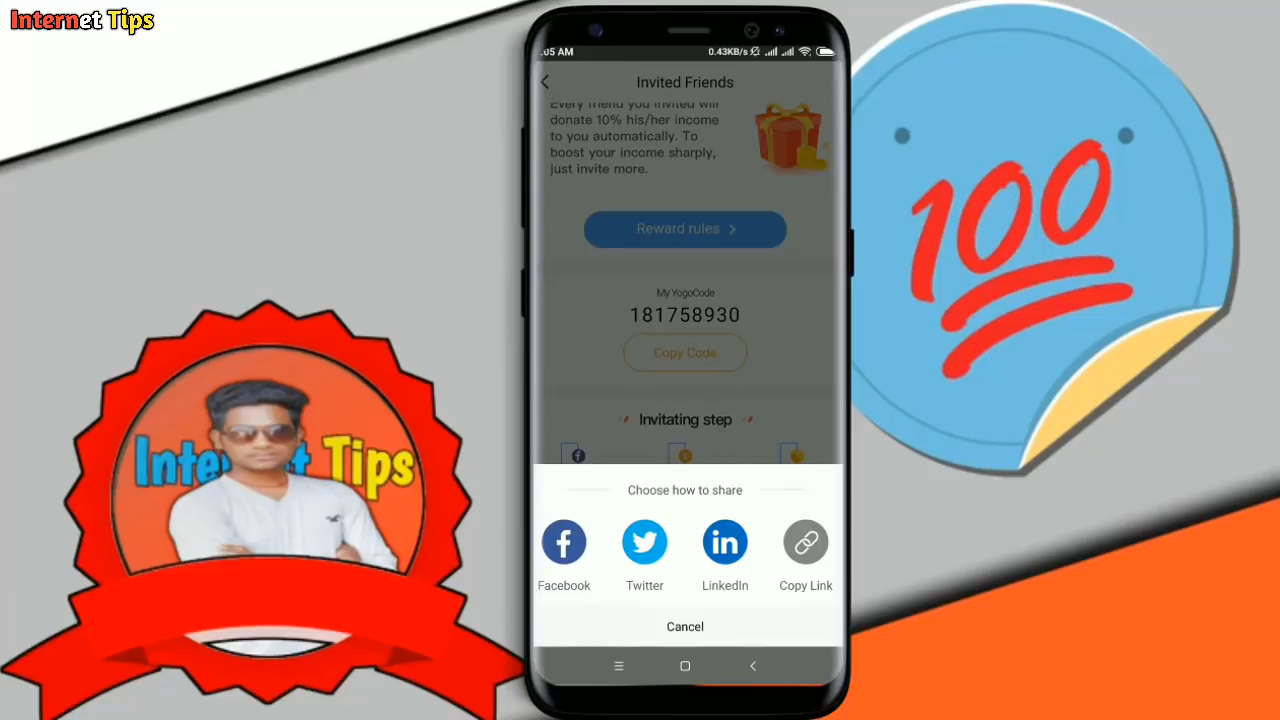 Internet Tips
:05 AM
0.43KB/s
Invited Friends
Every friend you invited will
donate 10% his/her income
to you automatically. To
boost your income sharply,
just invite more.
Reward rules
My YogoCode
181758930
Copy Code
Invitating step
Choose how to share
Facebook
Twitter
LinkedIn
Copy Link
Cancel
100
Inte t Tips